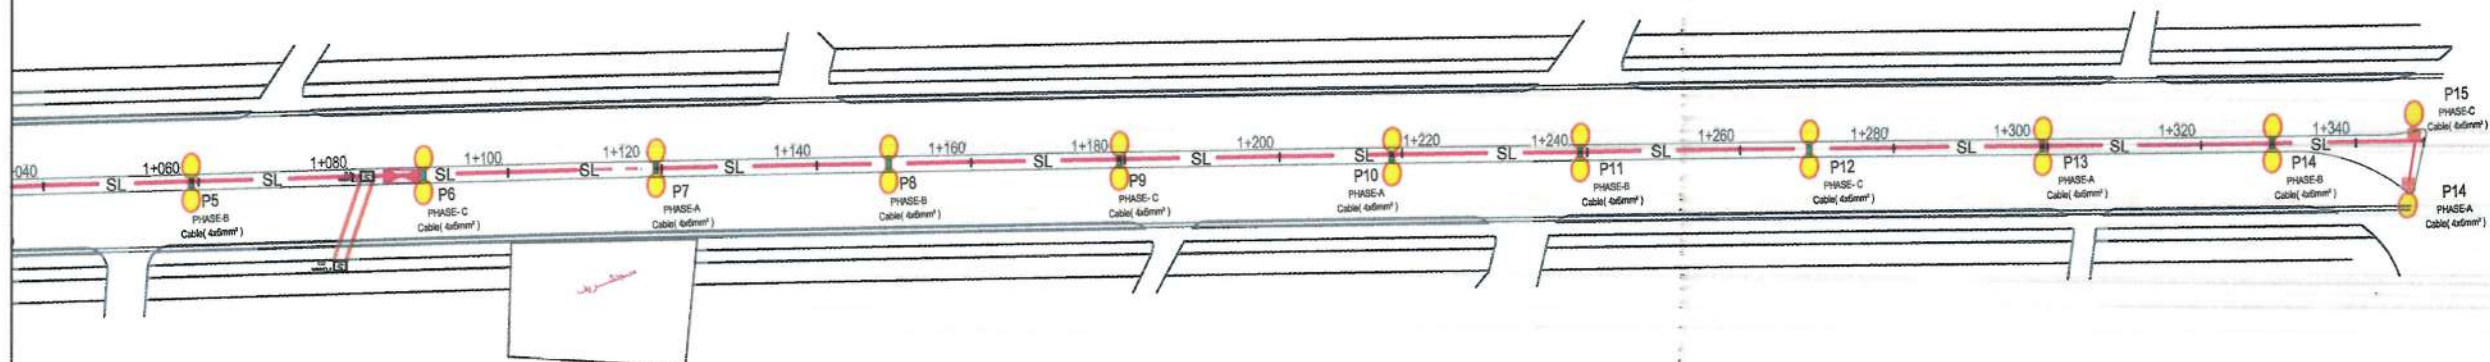 040
SL
1+060
SL
1+080
SL
1+100
SL
1+120
SL
1+140
SL
1+160
SL
1+180
SL
1+200
SL
1+220
SL
1+240
SL
1+260
1+280
SL
1+300
SL
1+320
SL
1+340
P5
PHASE-B
Cable( 4x6mm²)
P6
PHASE- C
Cable( 4x6mm²)
P7
PHASE-A
Cable( 4x6mm²)
P8
PHASE-B
Cable( 4x6mm²)
P9
PHASE- C
Cable( 4x6mm²)
P10
PHASE-A
Cable( 4x6mm²)
P11
PHASE-B
Cable( 4x6mm²)
P12
PHASE- C
Cable( 4x6mm²)
P13
PHASE-A
Cable( 4x6mm²)
P14
PHASE-B
Cable( 4x6mm²)
P15
PHASE-C
Cable( 4x6mm²)
P14
PHASE-A
Cable( 4x6mm²)